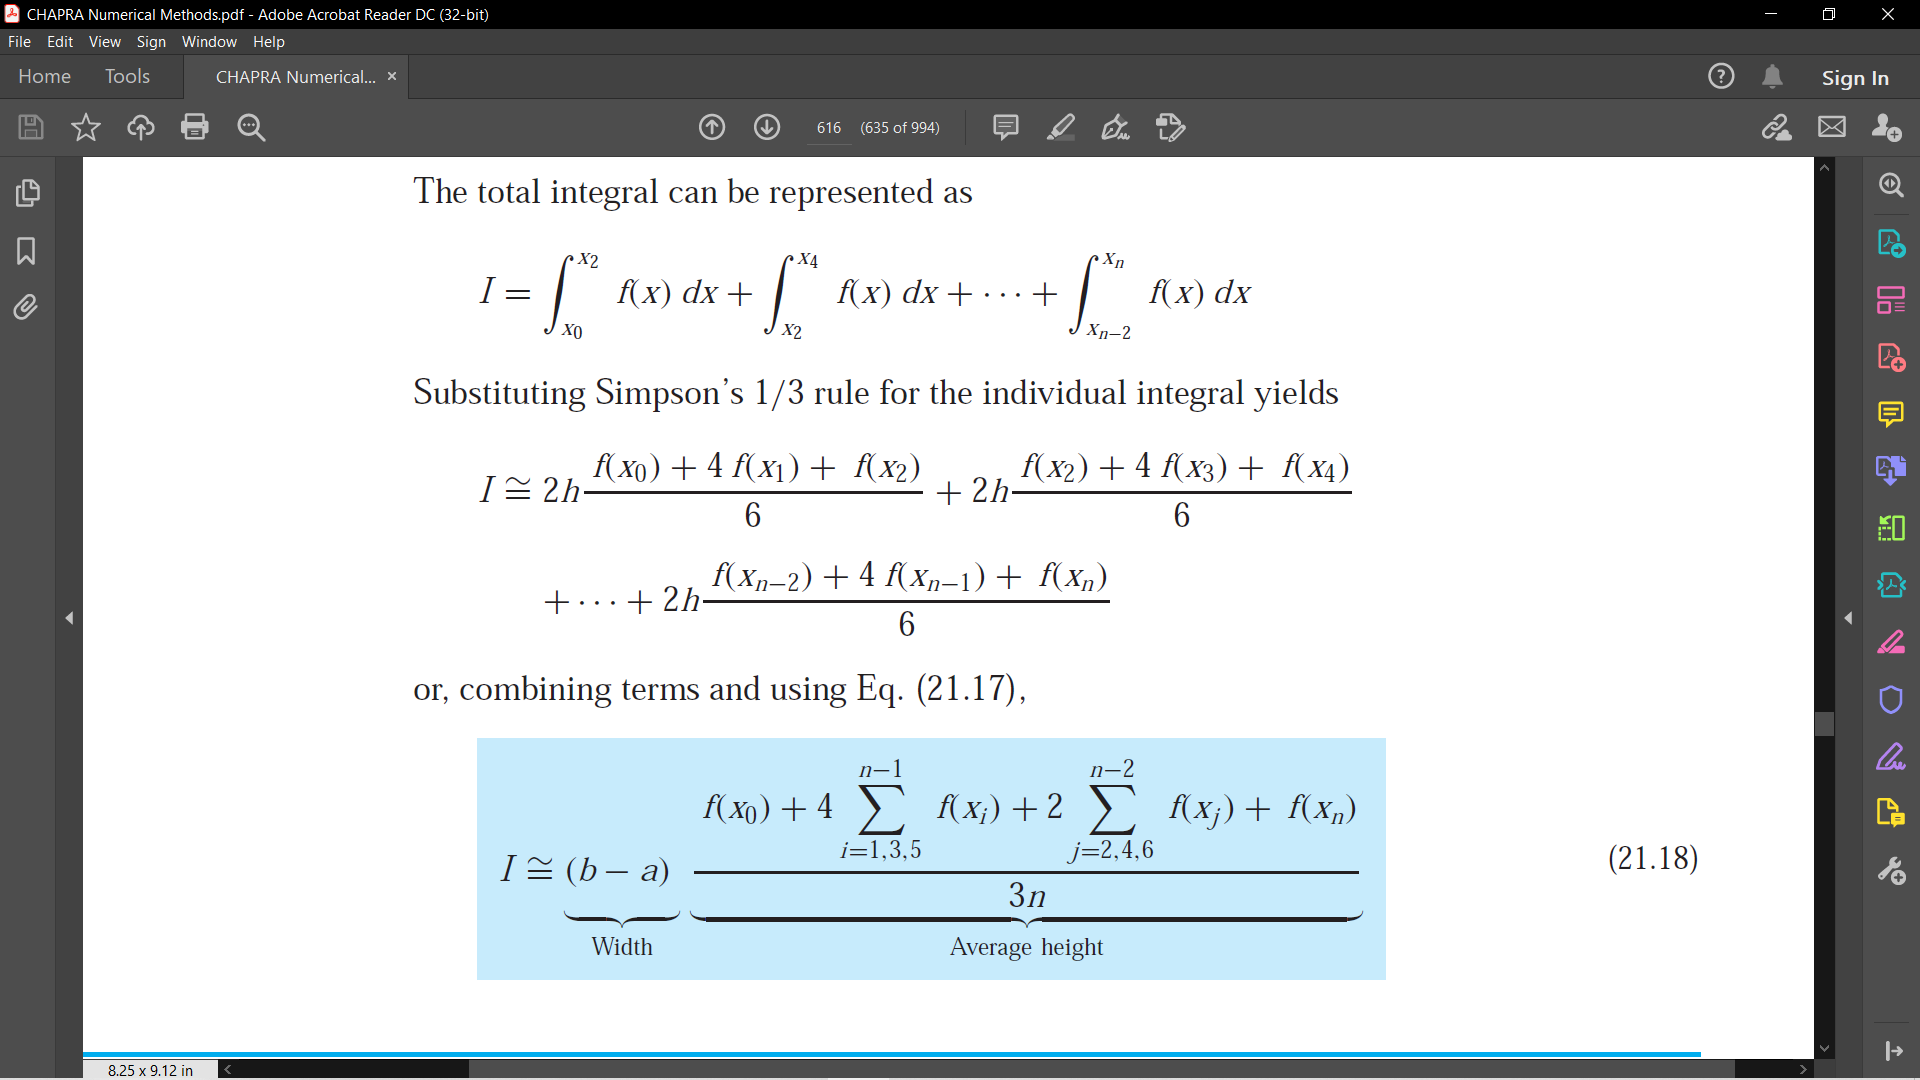 CHAPRA Numerical Methods.pdf - Adobe Acrobat Reader DC (32-bit)
File Edit View Sign Window Help
Home Tools CHAPRA Numerical... × Sign In
616 (635 of 994)
The total integral can be represented as
I = ∫_{x₀}^{x₂} f(x) dx + ∫_{x₂}^{x₄} f(x) dx + · · · + ∫_{xₙ₋₂}^{xₙ} f(x) dx
Substituting Simpson's 1/3 rule for the individual integral yields
I ≅ 2h (f(x₀) + 4 f(x₁) + f(x₂))/6 + 2h (f(x₂) + 4 f(x₃) + f(x₄))/6
+ · · · + 2h (f(xₙ₋₂) + 4 f(xₙ₋₁) + f(xₙ))/6
or, combining terms and using Eq. (21.17),
I ≅ (b − a) (f(x₀) + 4 ∑_{i=1,3,5}^{n−1} f(xᵢ) + 2 ∑_{j=2,4,6}^{n−2} f(xⱼ) + f(xₙ))/3n (21.18)
Width Average height
8.25 x 9.12 in